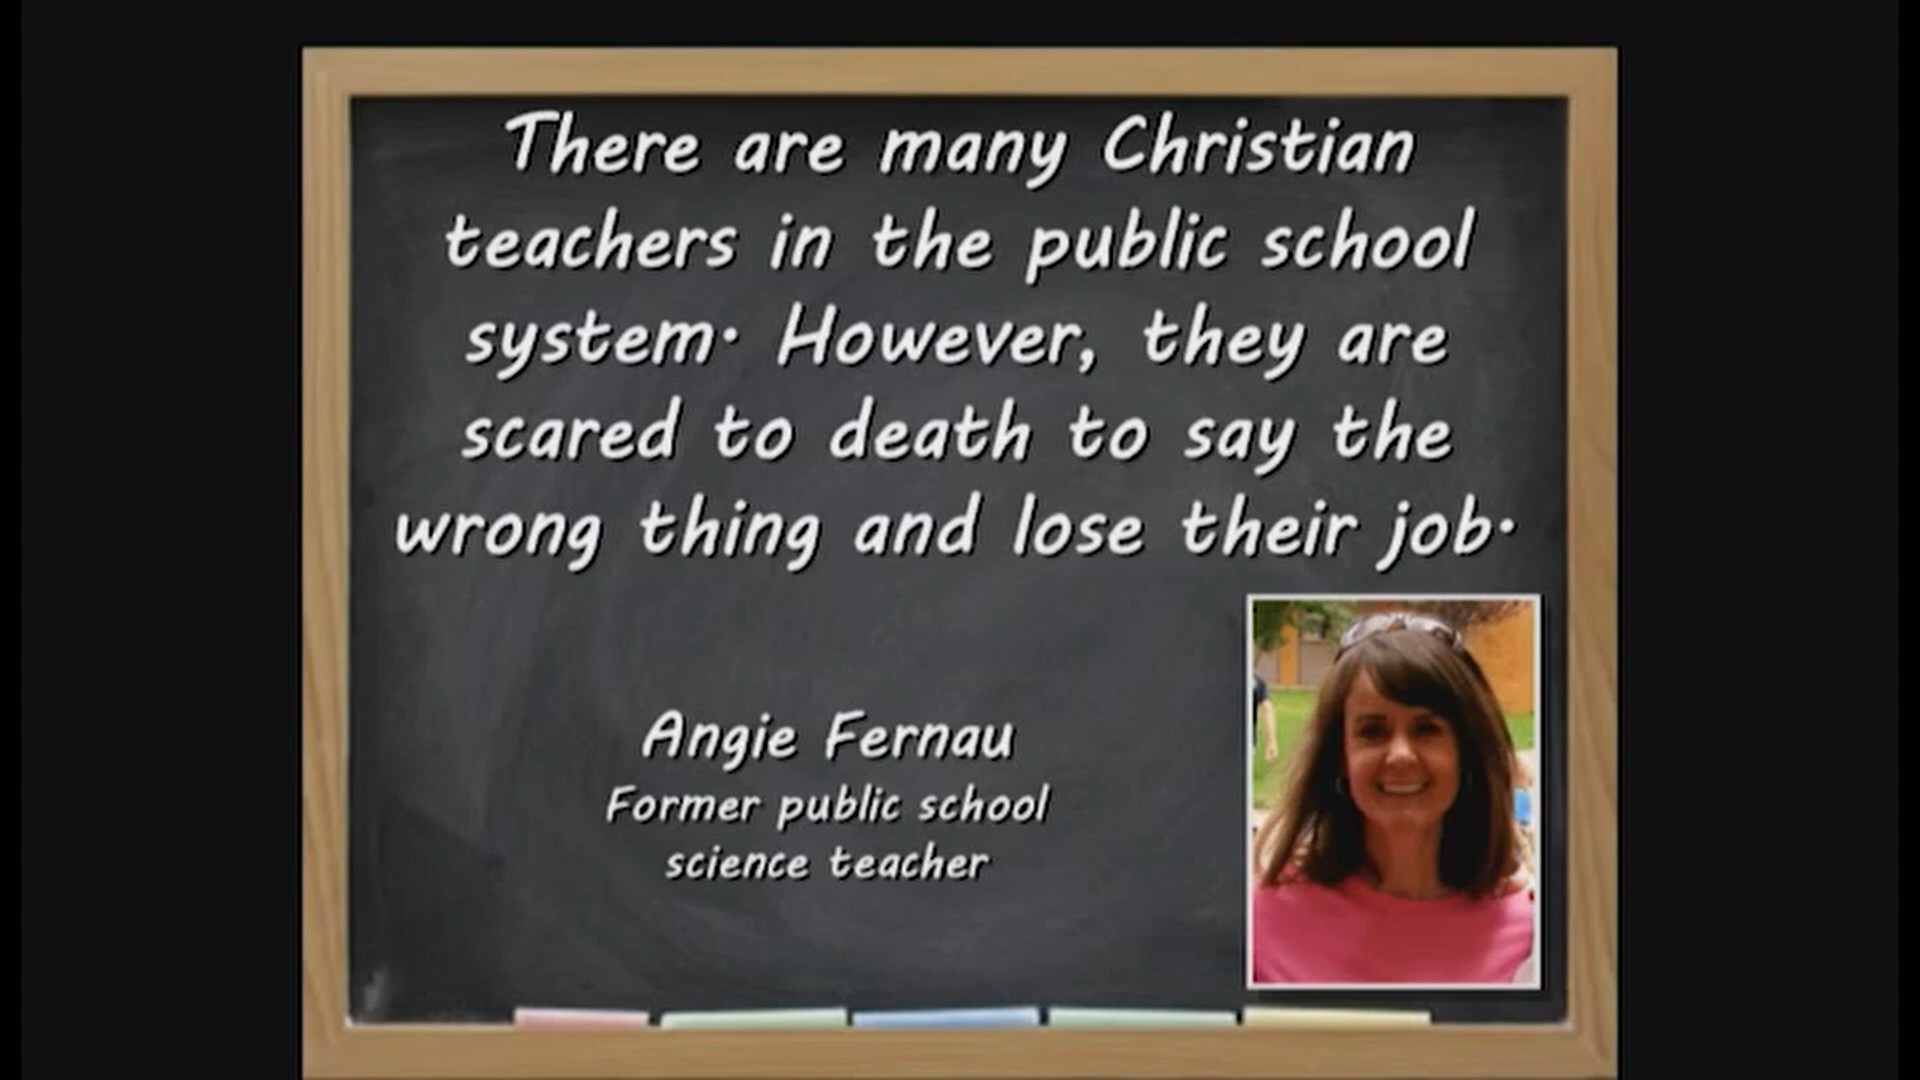 There are many Christian
teachers in the public school
system. However, they are
scared to death to say the
wrong thing and lose their job.
Angie Fernau
Former public school
science teacher